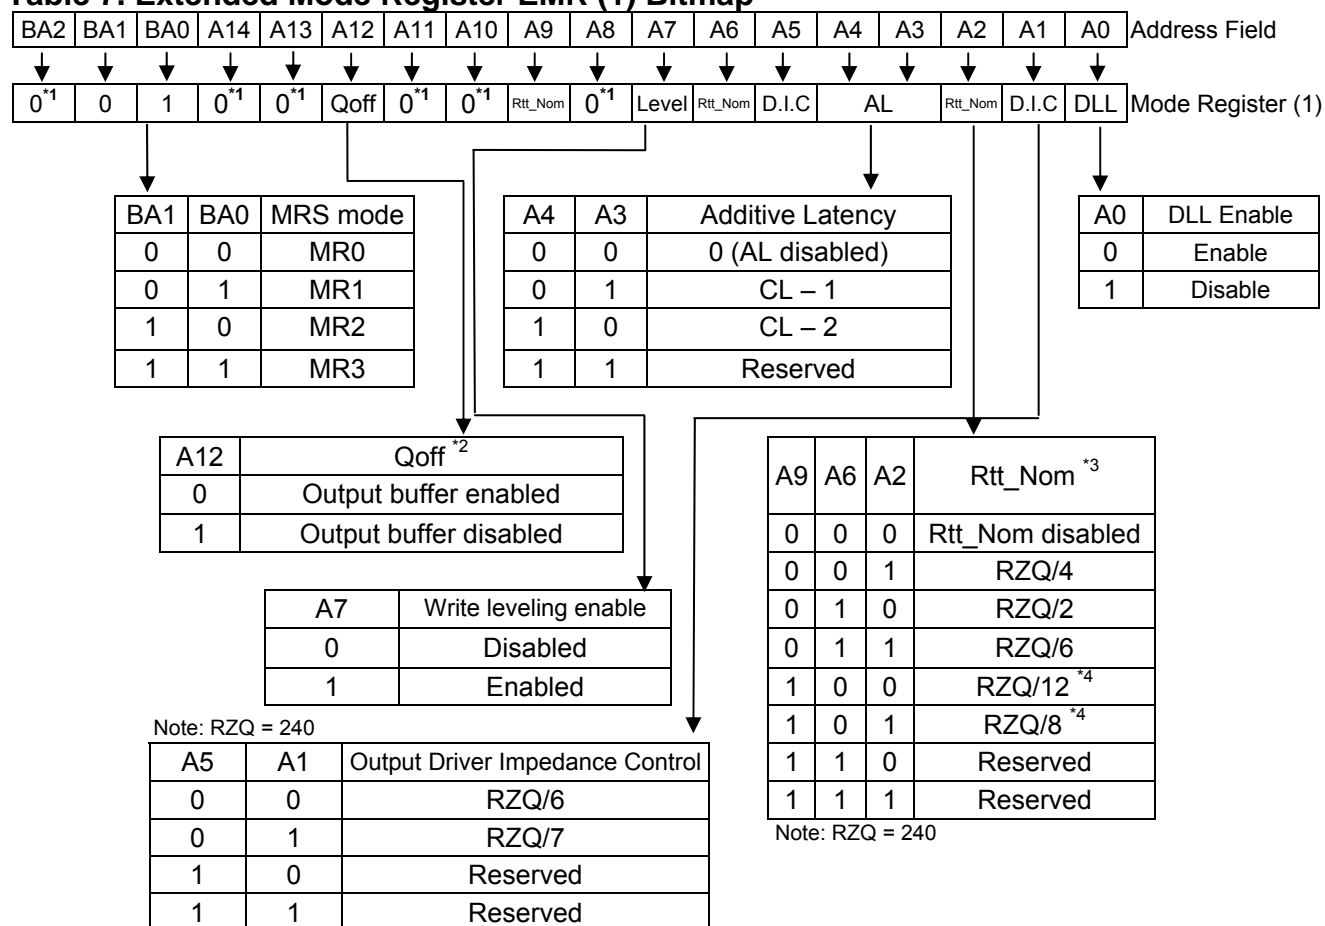 Table 7. Extended Mode Register EMR (1) Bitmap
BA2 BA1 BA0 A14 A13 A12 A11 A10 A9 A8 A7 A6 A5 A4 A3 A2 A1 A0 Address Field
0*1 0 1 0*1 0*1 Qoff 0*1 0*1 Rtt_Nom 0*1 Level Rtt_Nom D.I.C AL Rtt_Nom D.I.C DLL Mode Register (1)
BA1 BA0 MRS mode
0 0 MR0
0 1 MR1
1 0 MR2
1 1 MR3
A4 A3 Additive Latency
0 0 0 (AL disabled)
0 1 CL – 1
1 0 CL – 2
1 1 Reserved
A0 DLL Enable
0 Enable
1 Disable
A12 Qoff *2
0 Output buffer enabled
1 Output buffer disabled
A7 Write leveling enable
0 Disabled
1 Enabled
Note: RZQ = 240
A5 A1 Output Driver Impedance Control
0 0 RZQ/6
0 1 RZQ/7
1 0 Reserved
1 1 Reserved
A9 A6 A2 Rtt_Nom *3
0 0 0 Rtt_Nom disabled
0 0 1 RZQ/4
0 1 0 RZQ/2
0 1 1 RZQ/6
1 0 0 RZQ/12 *4
1 0 1 RZQ/8 *4
1 1 0 Reserved
1 1 1 Reserved
Note: RZQ = 240